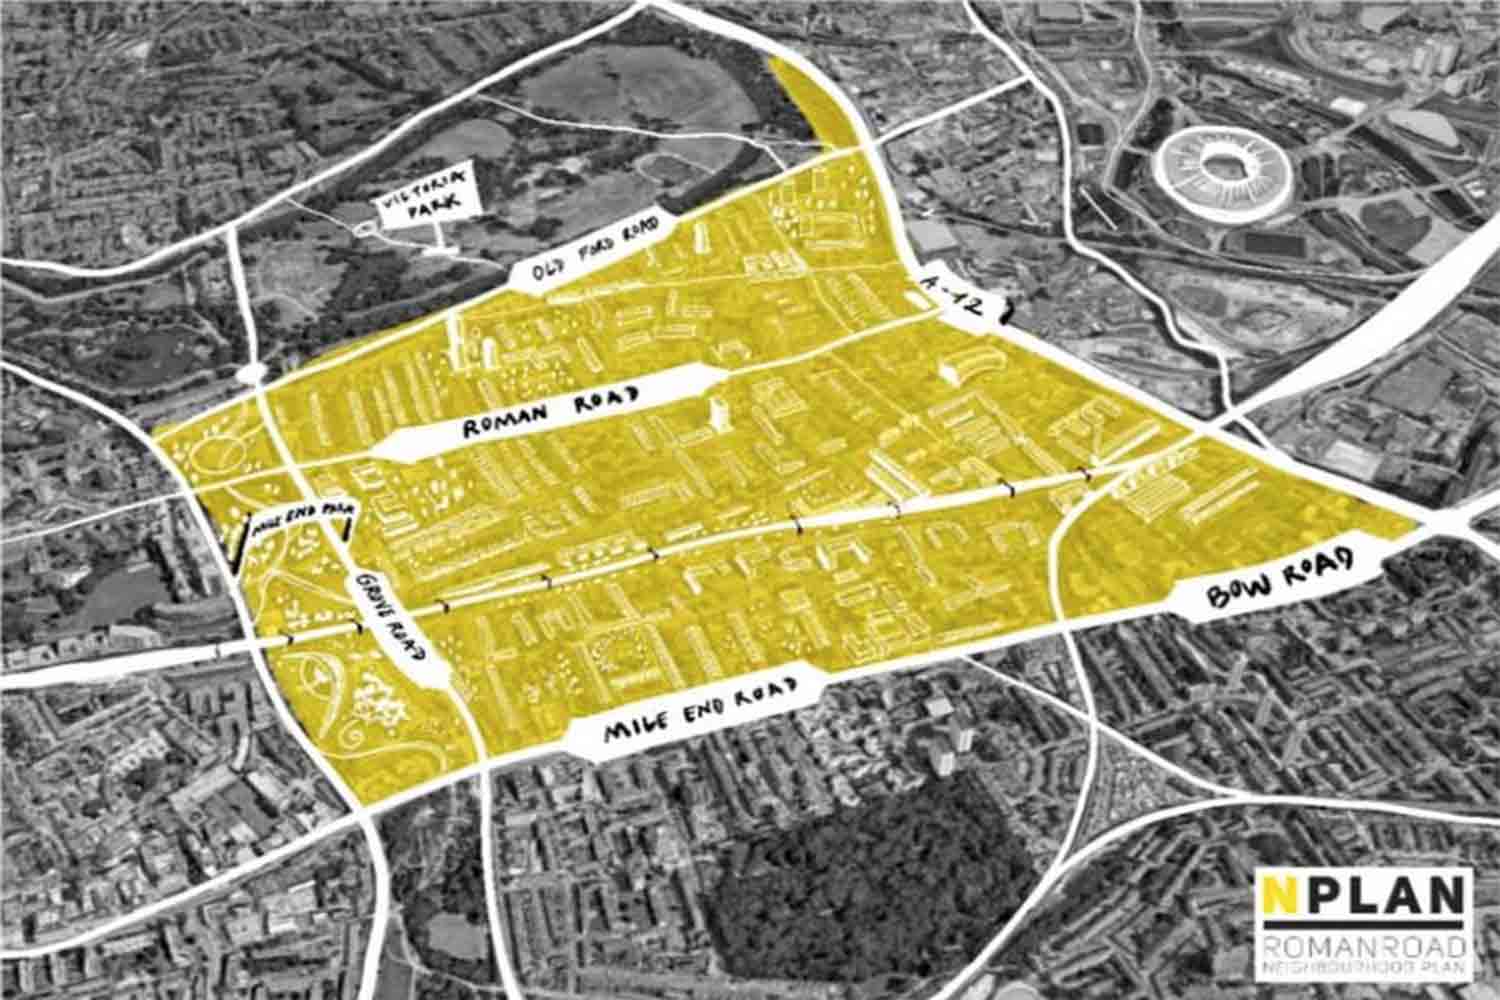 VICTORIA
PARK
OLD FORD ROAD
A-12
ROMAN ROAD
MILE END PARK
GROVE ROAD
BOW ROAD
MILE END ROAD
NPLAN
ROMANROAD
NEIGHBOURHOOD PLAN